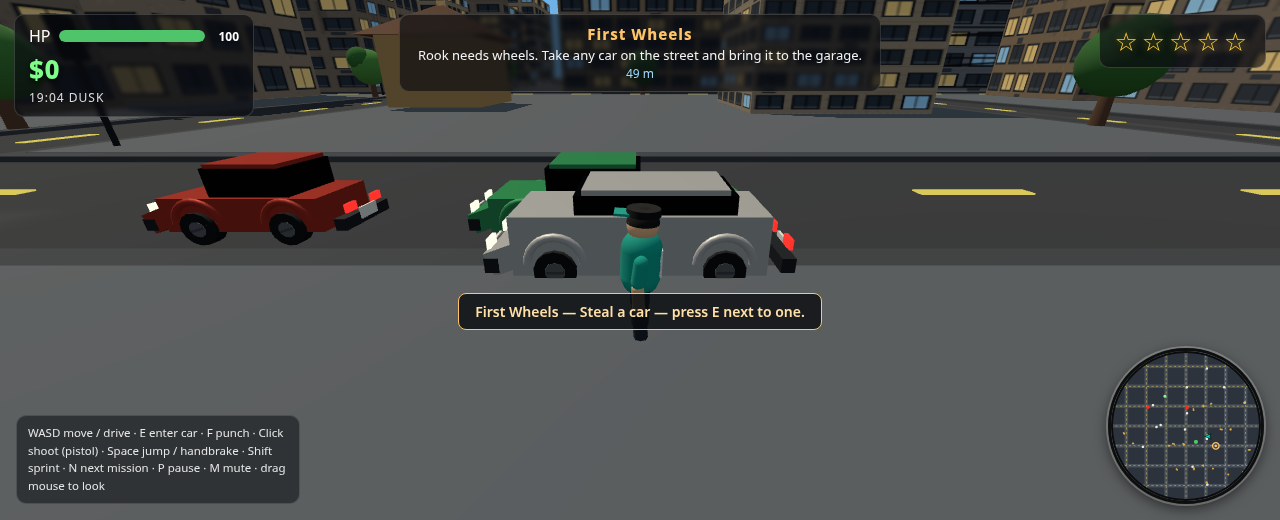 HP 100
$0
19:04 DUSK
First Wheels
Rook needs wheels. Take any car on the street and bring it to the garage.
49 m
☆ ☆ ☆ ☆ ☆
First Wheels — Steal a car — press E next to one.
WASD move / drive · E enter car · F punch · Click
shoot (pistol) · Space jump / handbrake · Shift
sprint · N next mission · P pause · M mute · drag
mouse to look